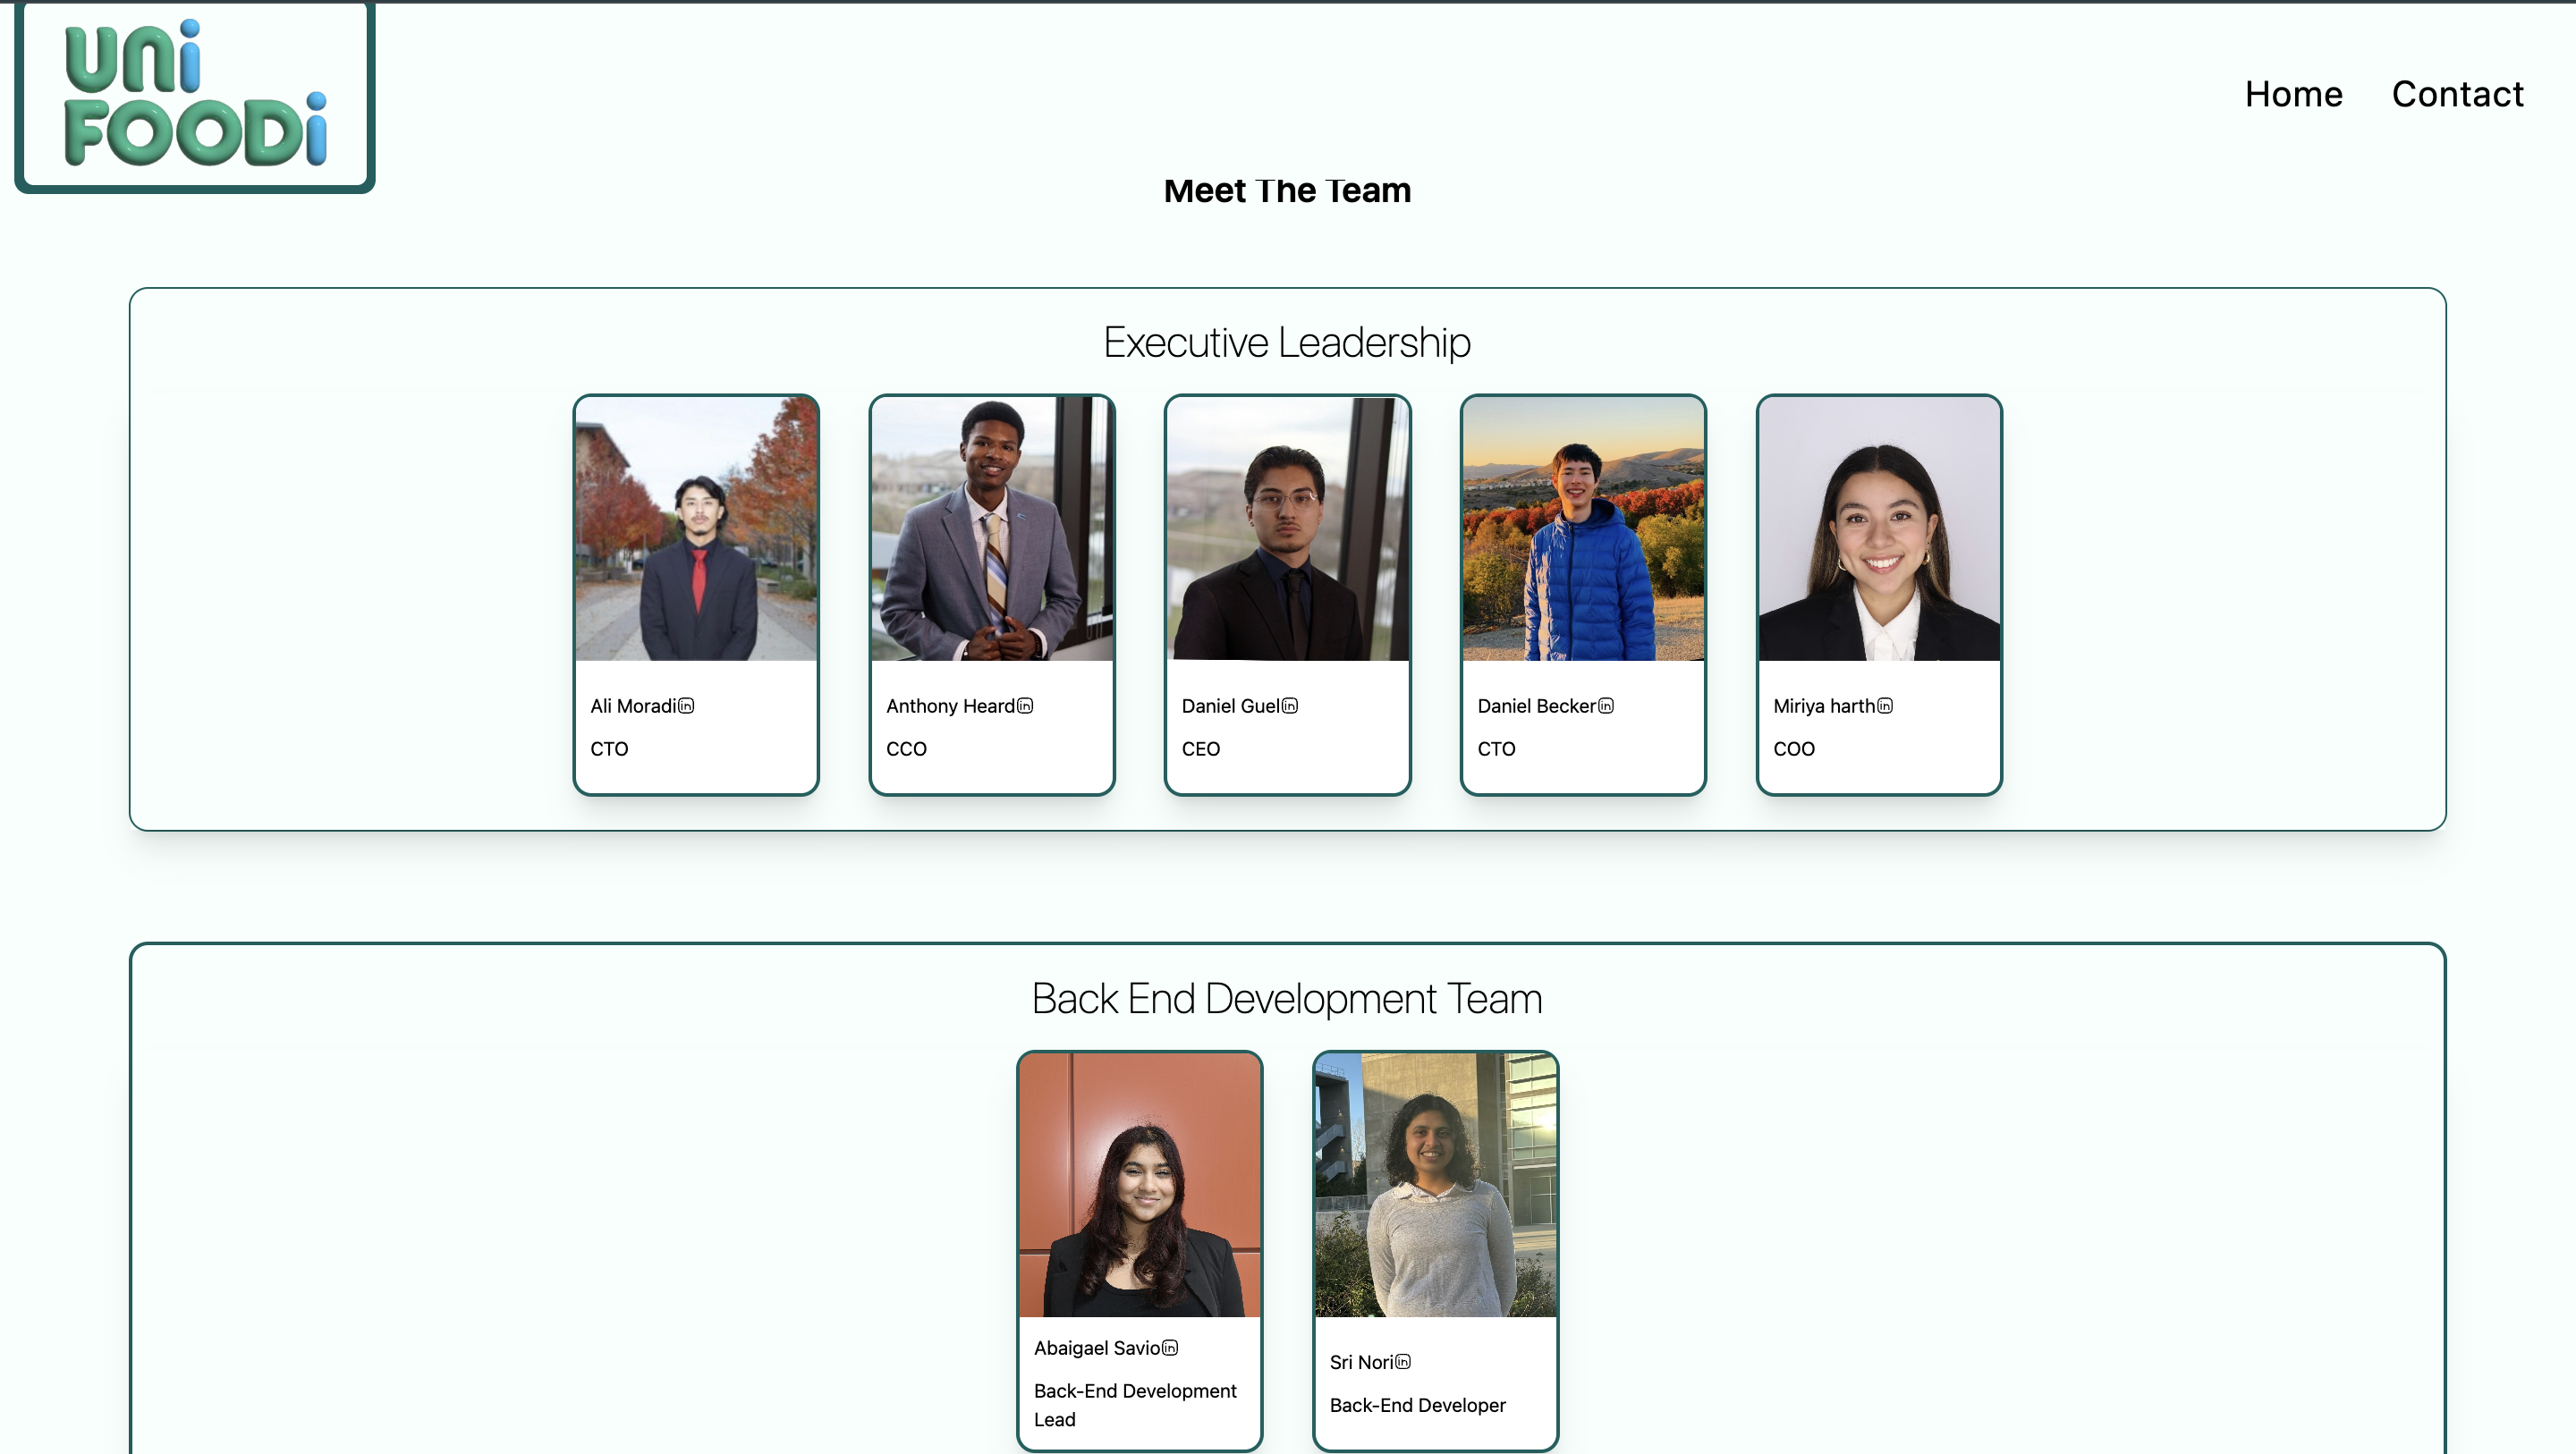 UNi
FOODi
Home
Contact
Meet The Team
Executive Leadership
Ali Moradi
CTO
Anthony Heard
CCO
Daniel Guel
CEO
Daniel Becker
CTO
Miriya harth
COO
Back End Development Team
Abaigael Savio
Back-End Development
Lead
Sri Nori
Back-End Developer